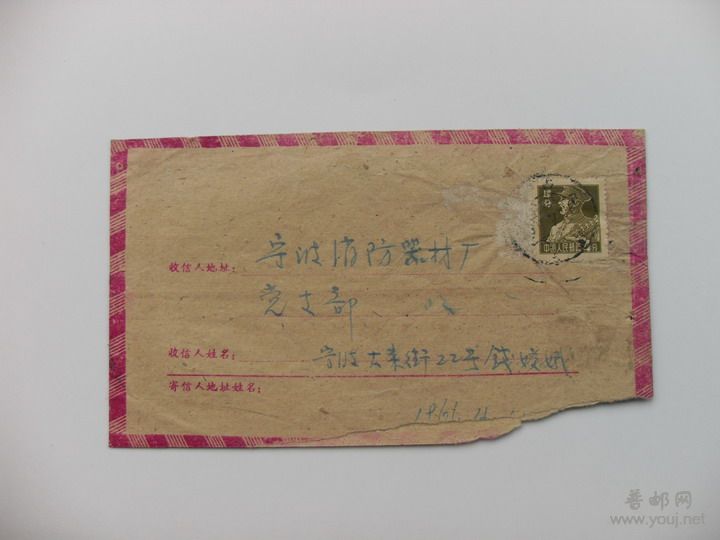 中国人民邮政
收信人地址：宁波消防器材厂
党支部 收
收信人姓名：
宁波大来街22号钱姣娥
寄信人地址姓名：
善邮网
www.youj.net